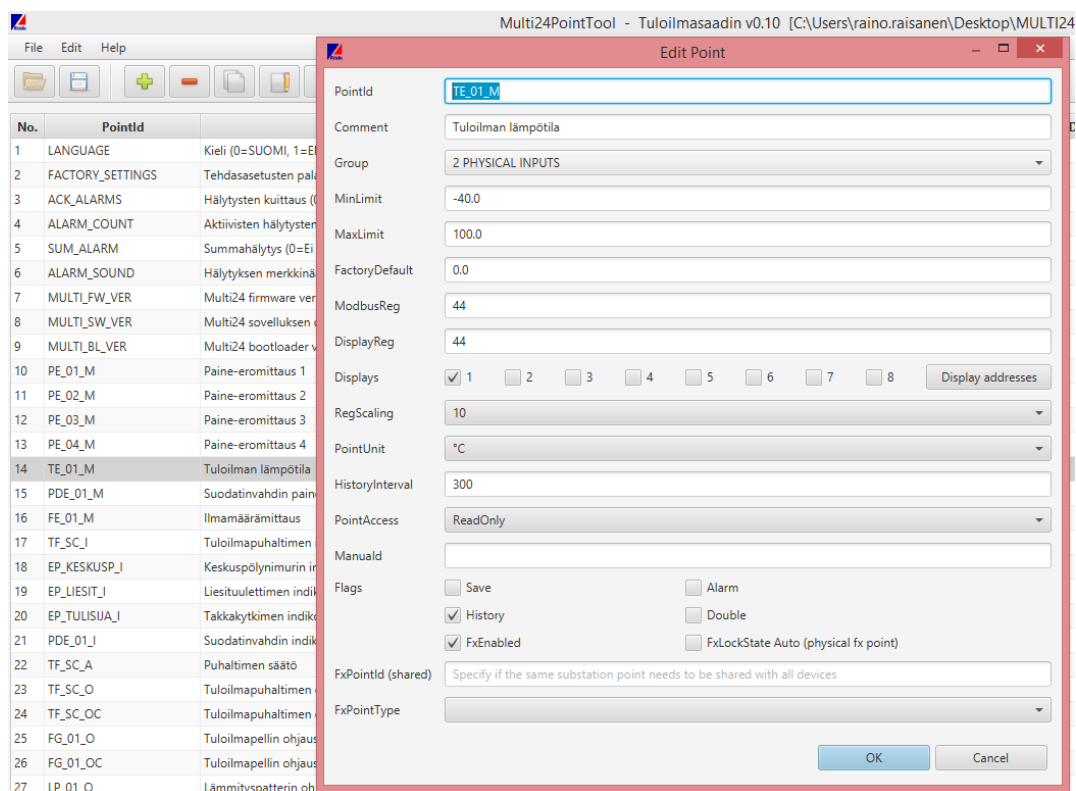 Multi24PointTool - Tuloilmasaadin v0.10 [C:\Users\raino.raisanen\Desktop\MULTI24
File Edit Help
No. PointId
1 LANGUAGE Kieli (0=SUOMI, 1=E
2 FACTORY_SETTINGS Tehdasasetusten pal
3 ACK_ALARMS Hälytysten kuittaus (
4 ALARM_COUNT Aktiivisten hälytysten
5 SUM_ALARM Summahälytys (0=Ei
6 ALARM_SOUND Hälytyksen merkkinä
7 MULTI_FW_VER Multi24 firmware ver
8 MULTI_SW_VER Multi24 sovelluksen
9 MULTI_BL_VER Multi24 bootloader v
10 PE_01_M Paine-eromittaus 1
11 PE_02_M Paine-eromittaus 2
12 PE_03_M Paine-eromittaus 3
13 PE_04_M Paine-eromittaus 4
14 TE_01_M Tuloilman lämpötila
15 PDE_01_M Suodatinvahdin pain
16 FE_01_M Ilmamäärämittaus
17 TF_SC_I Tuloilmapuhaltimen
18 EP_KESKUSP_I Keskuspölynimurin in
19 EP_LIESIT_I Liesituulettimen indik
20 EP_TULISIJA_I Takkakytkimen indik
21 PDE_01_I Suodatinvahdin indik
22 TF_SC_A Puhaltimen säätö
23 TF_SC_O Tuloilmapuhaltimen
24 TF_SC_OC Tuloilmapuhaltimen
25 FG_01_O Tuloilmapellin ohjaus
26 FG_01_OC Tuloilmapellin ohjaus
27 LP_01_O Lämmityspatterin oh
Edit Point
PointId TE_01_M
Comment Tuloilman lämpötila
Group 2 PHYSICAL INPUTS
MinLimit -40.0
MaxLimit 100.0
FactoryDefault 0.0
ModbusReg 44
DisplayReg 44
Displays 1 2 3 4 5 6 7 8 Display addresses
RegScaling 10
PointUnit °C
HistoryInterval 300
PointAccess ReadOnly
ManualId
Flags Save Alarm
History Double
FxEnabled FxLockState Auto (physical fx point)
FxPointId (shared) Specify if the same substation point needs to be shared with all devices
FxPointType
OK Cancel